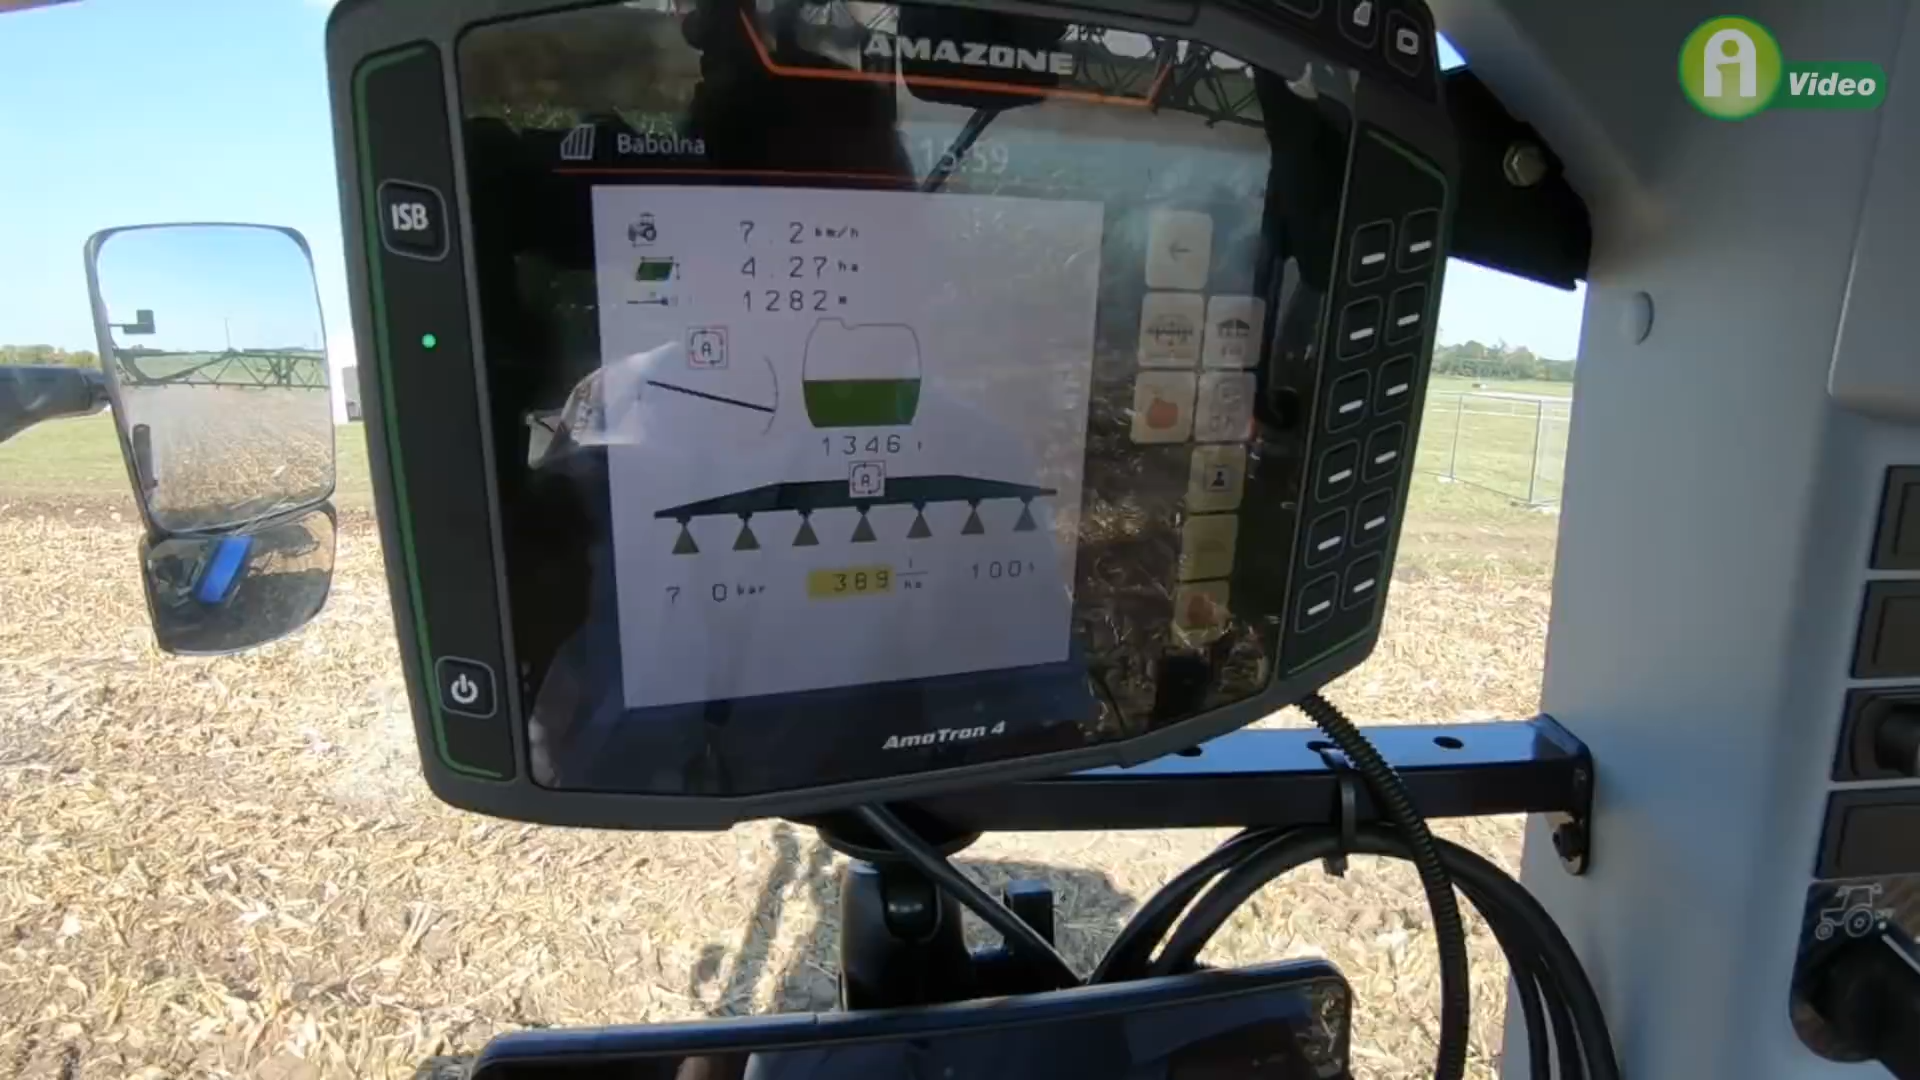 AMAZONE
Video
Babolna
15:59
ISB
7.2 km/h
4.27 ha
1282 m
A
1346 l
A
7.0 bar
389 l/ha
100
AmaTron 4